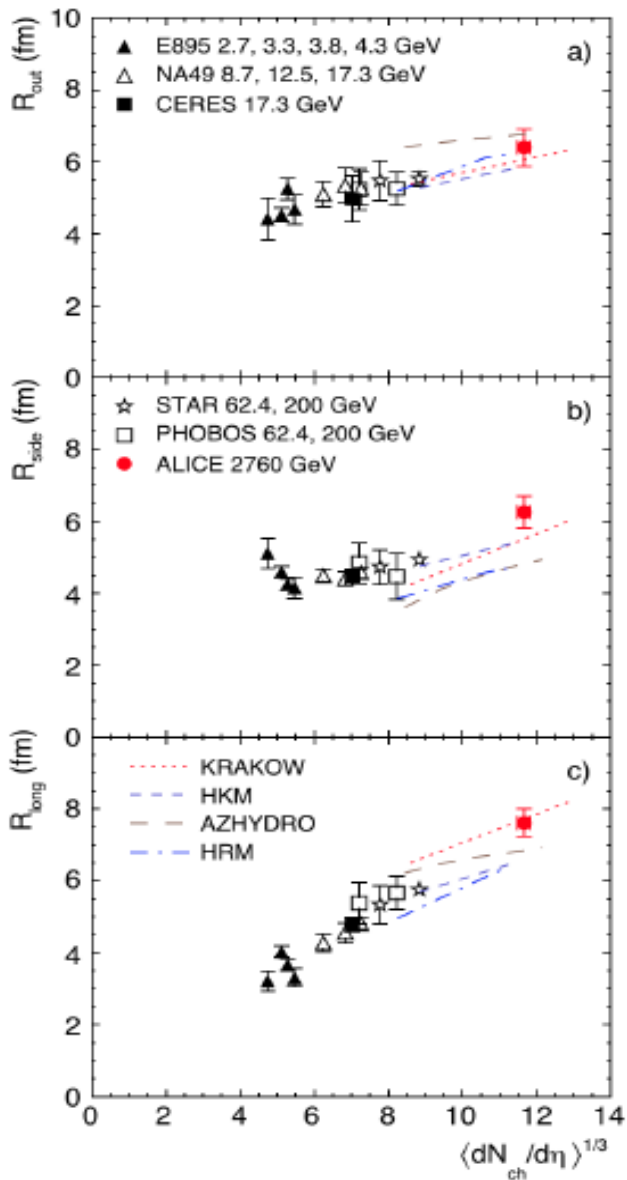 10
R_out (fm)
E895 2.7, 3.3, 3.8, 4.3 GeV
a)
NA49 8.7, 12.5, 17.3 GeV
CERES 17.3 GeV
8
6
4
2
0
R_side (fm)
STAR 62.4, 200 GeV
b)
PHOBOS 62.4, 200 GeV
ALICE 2760 GeV
8
6
4
2
0
R_long (fm)
KRAKOW
c)
HKM
AZHYDRO
HRM
8
6
4
2
0
0 2 4 6 8 10 12 14
⟨dN_ch/dη⟩^1/3